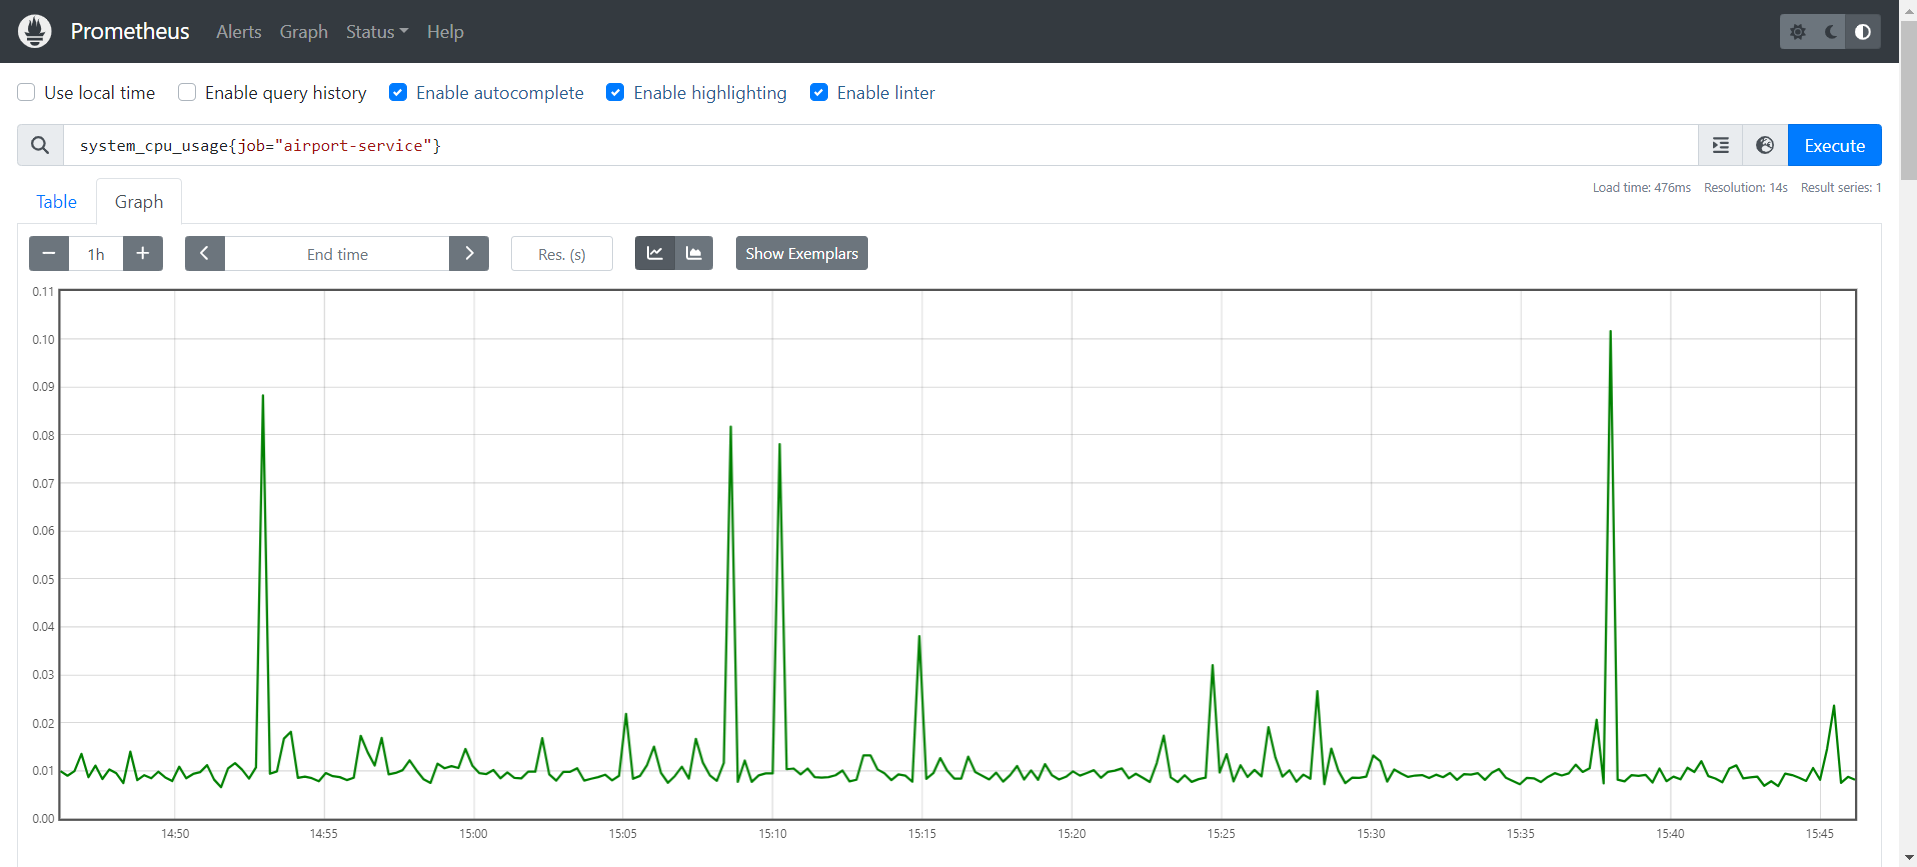 Prometheus Alerts Graph Status Help
Use local time Enable query history Enable autocomplete Enable highlighting Enable linter
system_cpu_usage{job="airport-service"} Execute
Load time: 476ms Resolution: 14s Result series: 1
Table Graph
1h End time Res. (s) Show Exemplars
0.11
0.10
0.09
0.08
0.07
0.06
0.05
0.04
0.03
0.02
0.01
0.00
14:50 14:55 15:00 15:05 15:10 15:15 15:20 15:25 15:30 15:35 15:40 15:45